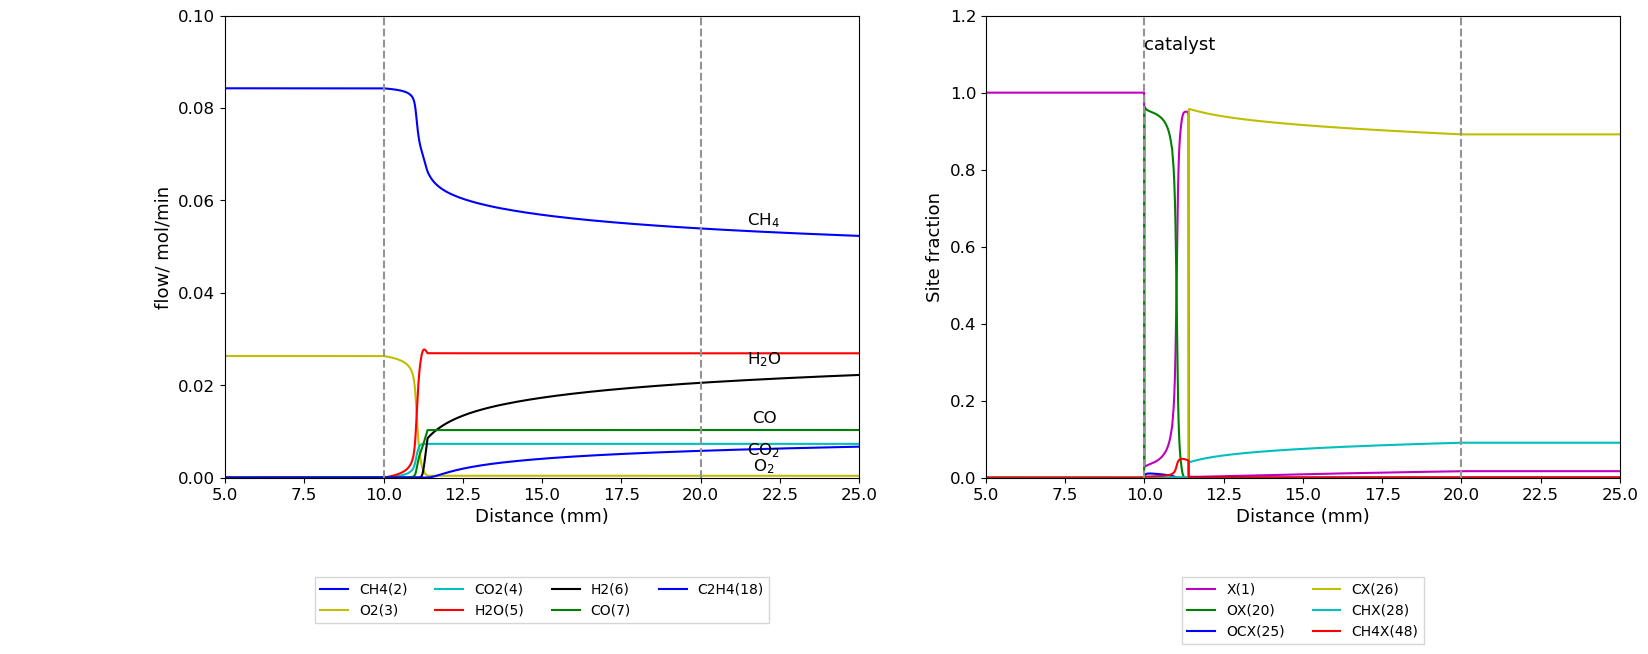 0.10
0.08
0.06
0.04
0.02
0.00
flow/ mol/min
CH₄
H₂O
CO
CO₂
O₂
5.0 7.5 10.0 12.5 15.0 17.5 20.0 22.5 25.0
Distance (mm)
CH4(2) CO2(4) H2(6) C2H4(18)
O2(3) H2O(5) CO(7)
1.2
1.0
0.8
0.6
0.4
0.2
0.0
Site fraction
catalyst
5.0 7.5 10.0 12.5 15.0 17.5 20.0 22.5 25.0
Distance (mm)
X(1) CX(26)
OX(20) CHX(28)
OCX(25) CH4X(48)